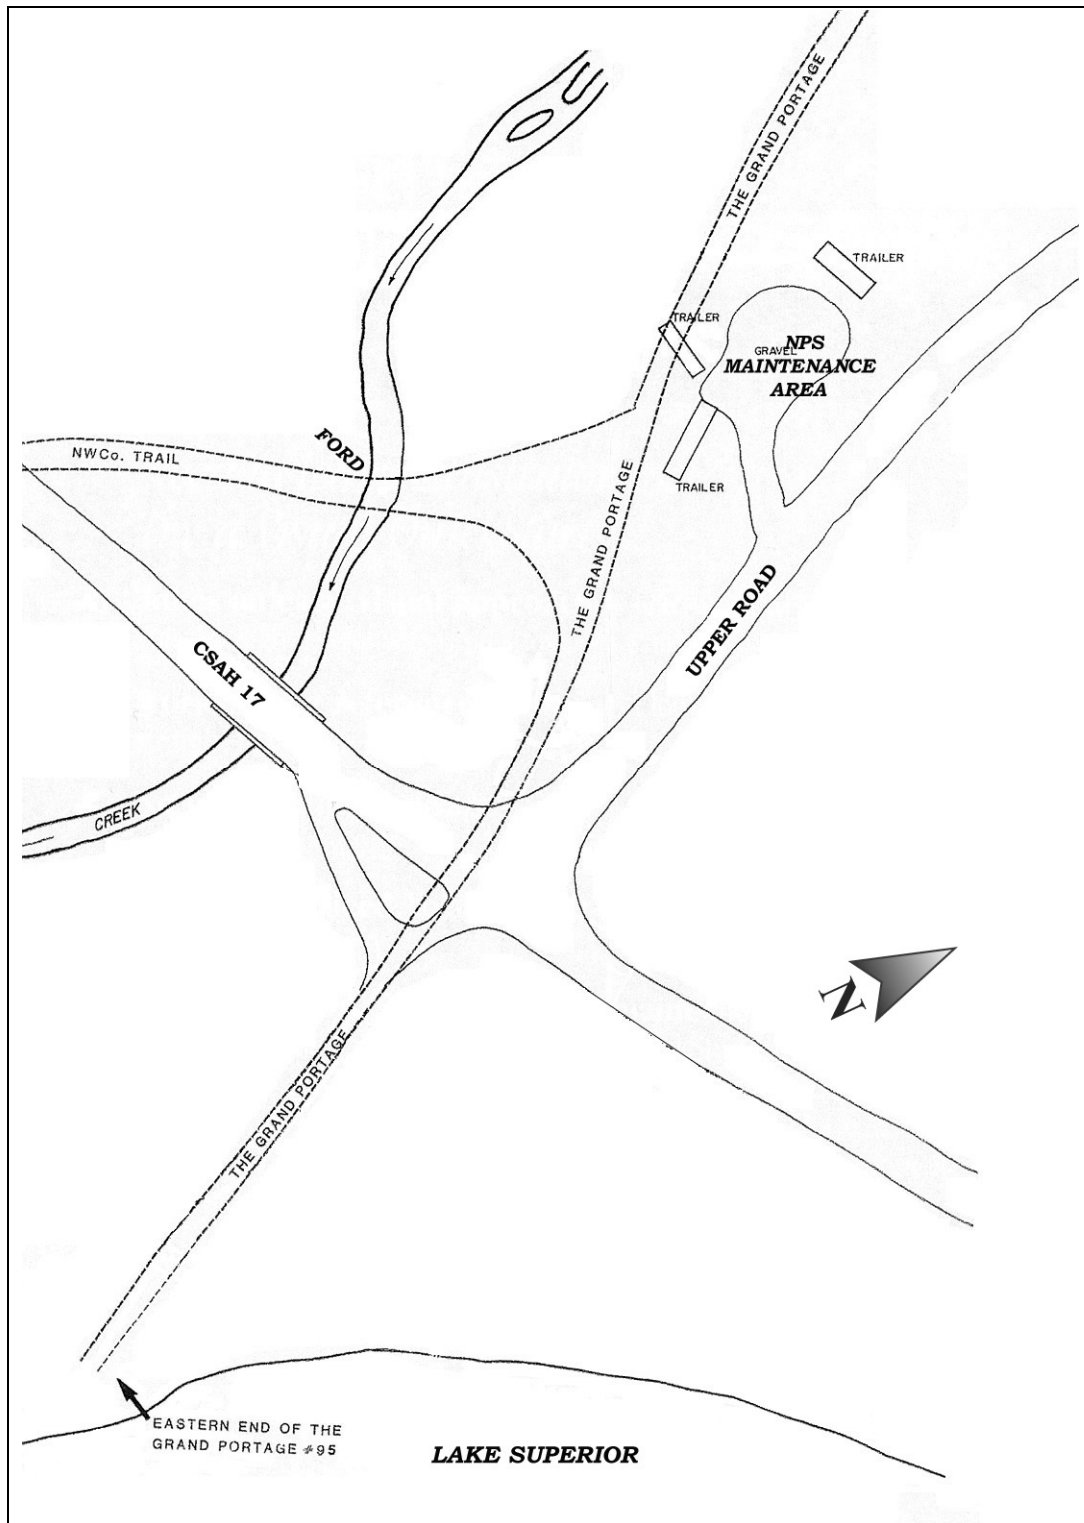 THE GRAND PORTAGE
TRAILER
TRAILER
GRAVEL
NPS
MAINTENANCE
AREA
FORD
NWCo. TRAIL
TRAILER
THE GRAND PORTAGE
UPPER ROAD
CSAH 17
CREEK
N
THE GRAND PORTAGE
EASTERN END OF THE
GRAND PORTAGE #95
LAKE SUPERIOR